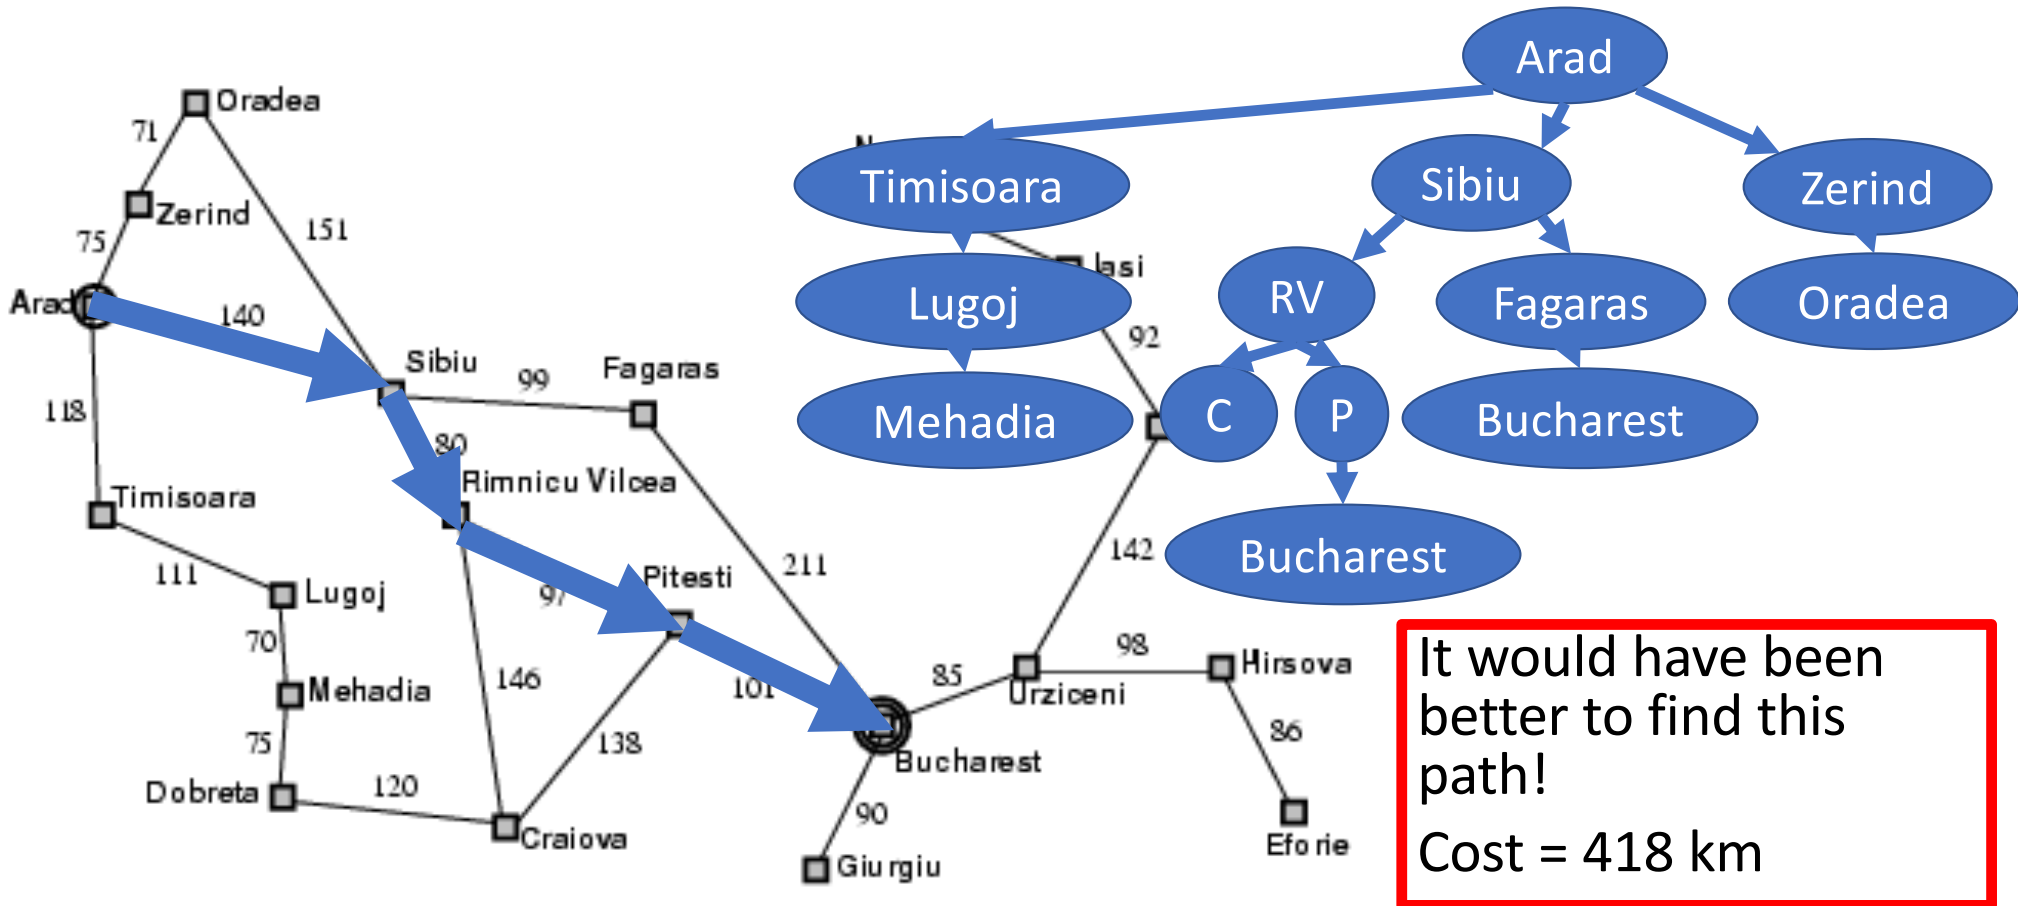 Arad
Timisoara
Sibiu
Zerind
Lugoj
RV
Fagaras
Oradea
Mehadia
C
P
Bucharest
Bucharest
Oradea
71
Zerind
75
151
Arad
140
118
Sibiu
99
Fagaras
80
Rimnicu Vilcea
Timisoara
111
Lugoj
70
Mehadia
75
Dobreta
120
146
Craiova
138
97
Pitesti
211
101
Bucharest
90
Giurgiu
85
Urziceni
98
Hirsova
86
Eforie
142
92
Iasi
It would have been
better to find this
path!
Cost = 418 km